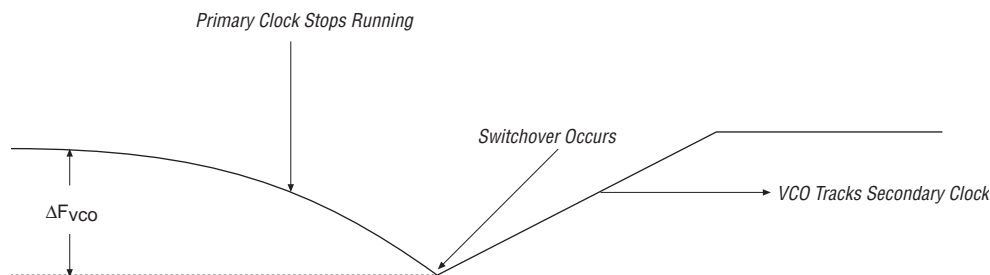 Primary Clock Stops Running
Switchover Occurs
VCO Tracks Secondary Clock
ΔFVCO